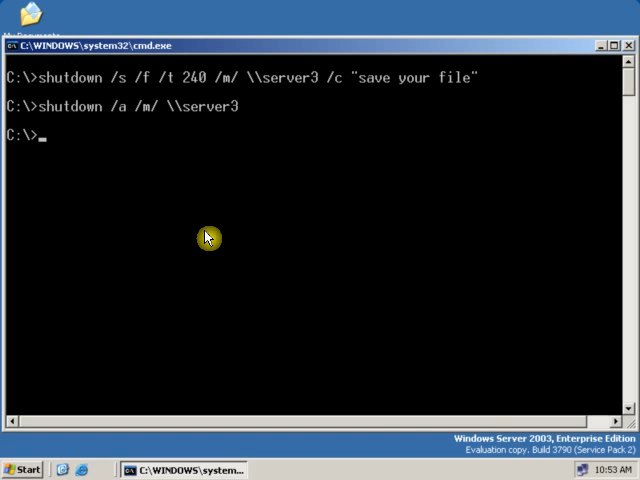 C:\WINDOWS\system32\cmd.exe
C:\>shutdown /s /f /t 240 /m/ \\server3 /c "save your file"
C:\>shutdown /a /m/ \\server3
C:\>_
Windows Server 2003, Enterprise Edition
Evaluation copy. Build 3790 (Service Pack 2)
Start
C:\WINDOWS\system...
10:53 AM